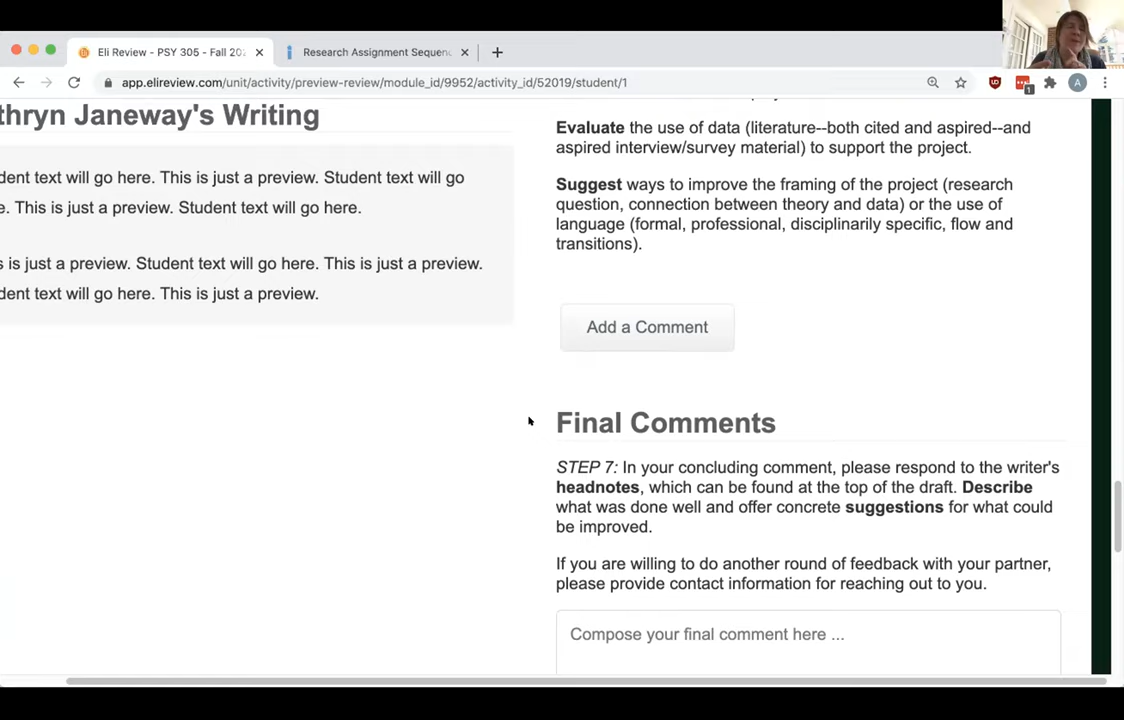 Eli Review - PSY 305 - Fall 202
Research Assignment Sequenc
app.elireview.com/unit/activity/preview-review/module_id/9952/activity_id/52019/student/1
A
1
thryn Janeway's Writing
dent text will go here. This is just a preview. Student text will go
e. This is just a preview. Student text will go here.
s is just a preview. Student text will go here. This is just a preview.
dent text will go here. This is just a preview.
Evaluate the use of data (literature--both cited and aspired--and
aspired interview/survey material) to support the project.
Suggest ways to improve the framing of the project (research
question, connection between theory and data) or the use of
language (formal, professional, disciplinarily specific, flow and
transitions).
Add a Comment
Final Comments
STEP 7: In your concluding comment, please respond to the writer's
headnotes, which can be found at the top of the draft. Describe
what was done well and offer concrete suggestions for what could
be improved.
If you are willing to do another round of feedback with your partner,
please provide contact information for reaching out to you.
Compose your final comment here ...